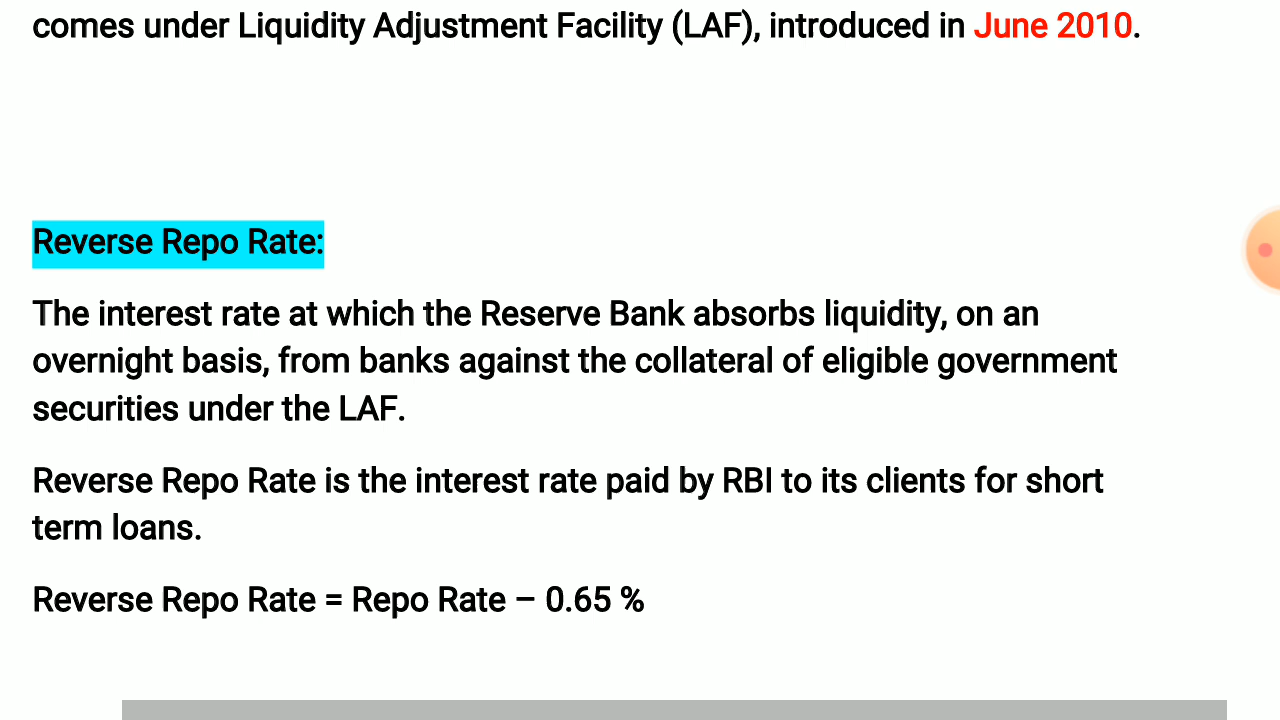 comes under Liquidity Adjustment Facility (LAF), introduced in June 2010.
Reverse Repo Rate:
The interest rate at which the Reserve Bank absorbs liquidity, on an
overnight basis, from banks against the collateral of eligible government
securities under the LAF.
Reverse Repo Rate is the interest rate paid by RBI to its clients for short
term loans.
Reverse Repo Rate = Repo Rate – 0.65 %